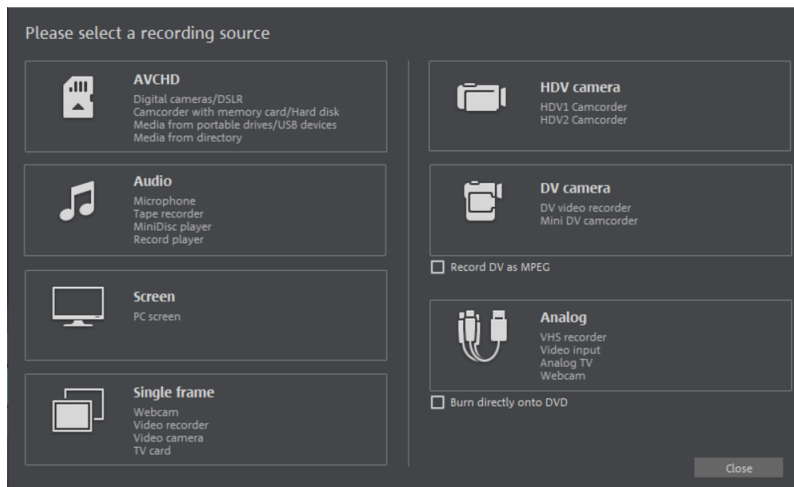 Please select a recording source
AVCHD
Digital cameras/DSLR
Camcorder with memory card/Hard disk
Media from portable drives/USB devices
Media from directory
Audio
Microphone
Tape recorder
MiniDisc player
Record player
Screen
PC screen
Single frame
Webcam
Video recorder
Video camera
TV card
HDV camera
HDV1 Camcorder
HDV2 Camcorder
DV camera
DV video recorder
Mini DV camcorder
Record DV as MPEG
Analog
VHS recorder
Video input
Analog TV
Webcam
Burn directly onto DVD
Close